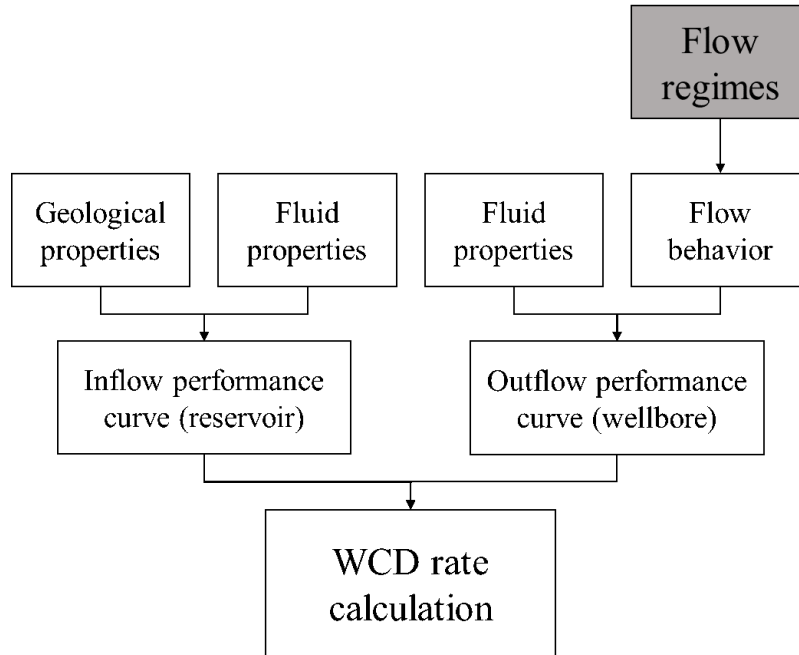 Flow
regimes
Geological
properties
Fluid
properties
Fluid
properties
Flow
behavior
Inflow performance
curve (reservoir)
Outflow performance
curve (wellbore)
WCD rate
calculation